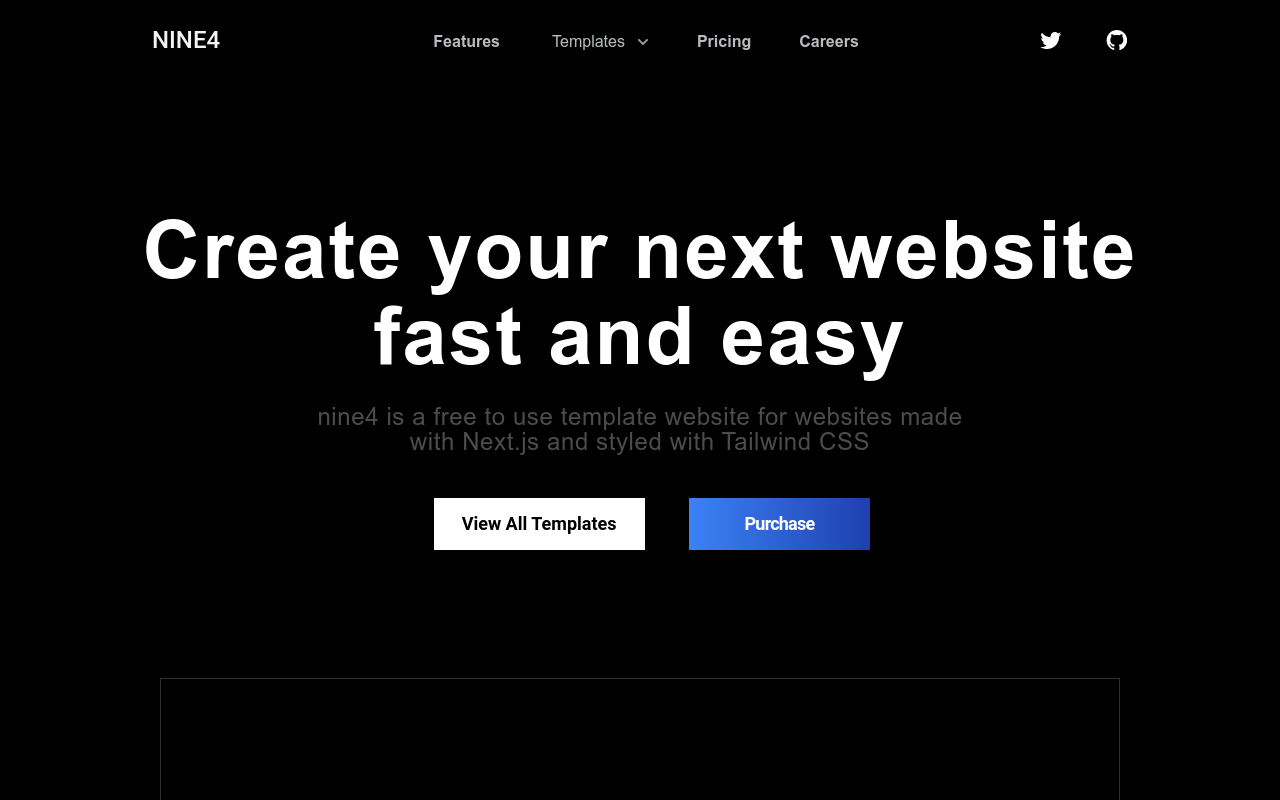 NINE4
Features
Templates
Pricing
Careers
Create your next website
fast and easy
nine4 is a free to use template website for websites made
with Next.js and styled with Tailwind CSS
View All Templates
Purchase